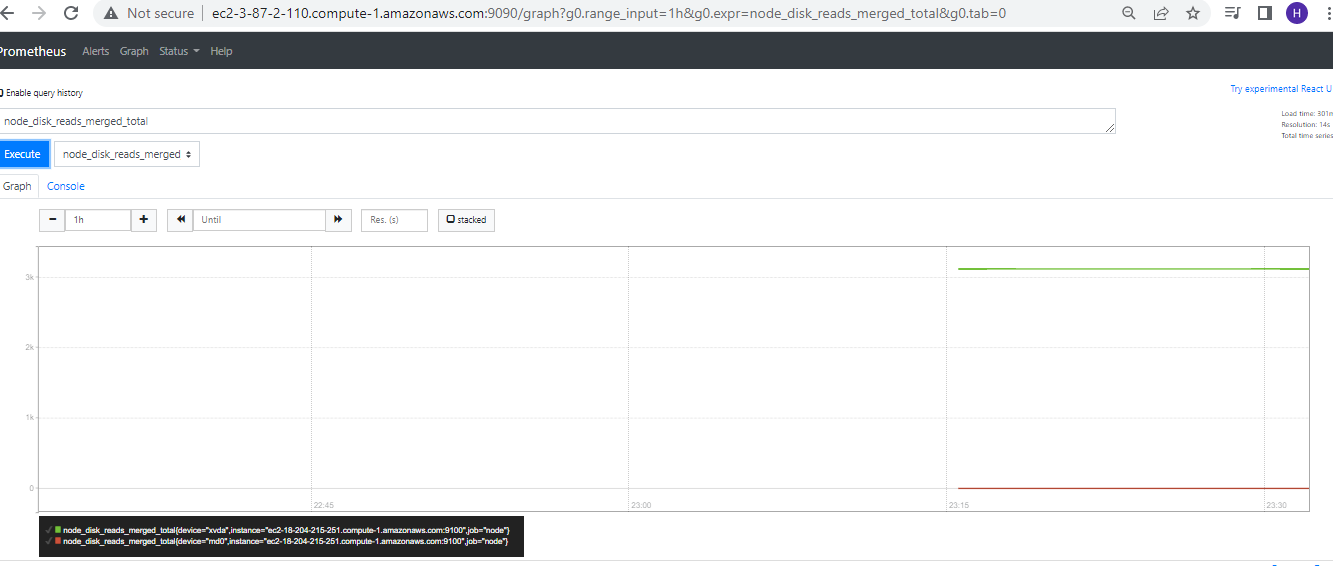 Not secure ec2-3-87-2-110.compute-1.amazonaws.com:9090/graph?g0.range_input=1h&g0.expr=node_disk_reads_merged_total&g0.tab=0
H
Prometheus Alerts Graph Status Help
Enable query history
Try experimental React U
node_disk_reads_merged_total
Load time: 301m
Resolution: 14s
Total time series
Execute node_disk_reads_merged
Graph Console
− 1h + Until Res. (s) stacked
3k
2k
1k
0
22:45 23:00 23:15 23:30
✓ node_disk_reads_merged_total{device="xvda",instance="ec2-18-204-215-251.compute-1.amazonaws.com:9100",job="node"}
✓ node_disk_reads_merged_total{device="md0",instance="ec2-18-204-215-251.compute-1.amazonaws.com:9100",job="node"}